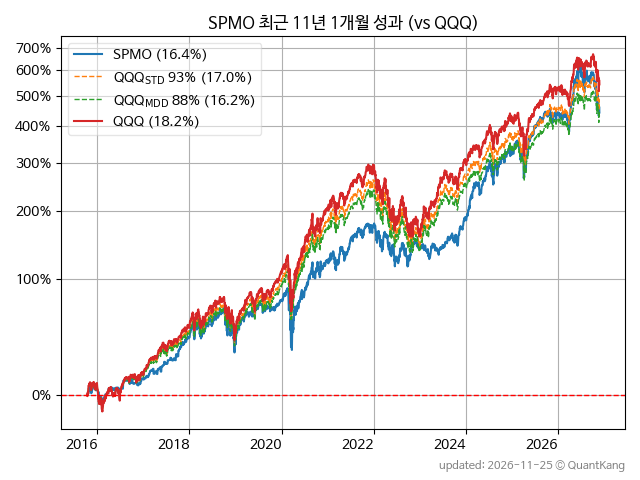 SPMO 최근 11년 1개월 성과 (vs QQQ)
700%
600%
500%
400%
300%
200%
100%
0%
SPMO (16.4%)
QQQSTD 93% (17.0%)
QQQMDD 88% (16.2%)
QQQ (18.2%)
2016 2018 2020 2022 2024 2026
updated: 2026-11-25 © QuantKang